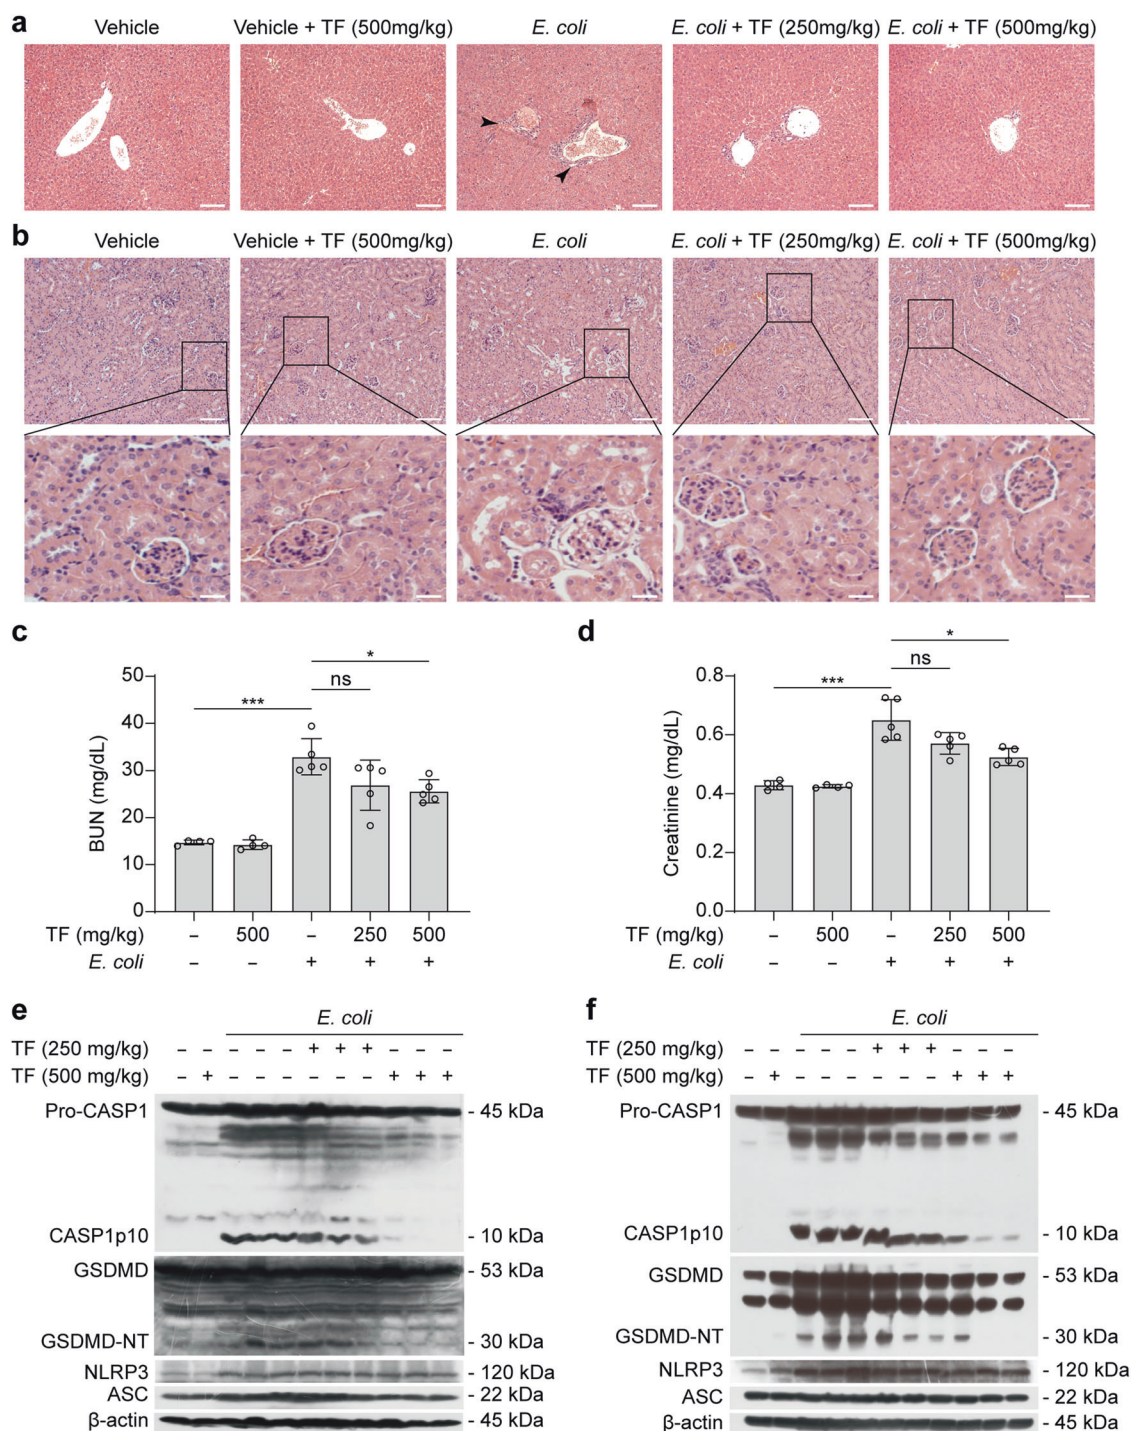 a
Vehicle
Vehicle + TF (500mg/kg)
E. coli
E. coli + TF (250mg/kg)
E. coli + TF (500mg/kg)
b
Vehicle
Vehicle + TF (500mg/kg)
E. coli
E. coli + TF (250mg/kg)
E. coli + TF (500mg/kg)
c
BUN (mg/dL)
50
40
30
20
10
0
***
ns
*
TF (mg/kg) – 500 – 250 500
E. coli – – + + +
d
Creatinine (mg/dL)
0.8
0.6
0.4
0.2
0.0
***
ns
*
TF (mg/kg) – 500 – 250 500
E. coli – – + + +
e
E. coli
TF (250 mg/kg) – – – – – + + + – – –
TF (500 mg/kg) – + – – – – – – + + +
Pro-CASP1 - 45 kDa
CASP1p10 - 10 kDa
GSDMD - 53 kDa
GSDMD-NT - 30 kDa
NLRP3 - 120 kDa
ASC - 22 kDa
β-actin - 45 kDa
f
E. coli
TF (250 mg/kg) – – – – – + + + – – –
TF (500 mg/kg) – + – – – – – – + + +
Pro-CASP1 - 45 kDa
CASP1p10 - 10 kDa
GSDMD - 53 kDa
GSDMD-NT - 30 kDa
NLRP3 - 120 kDa
ASC - 22 kDa
β-actin - 45 kDa